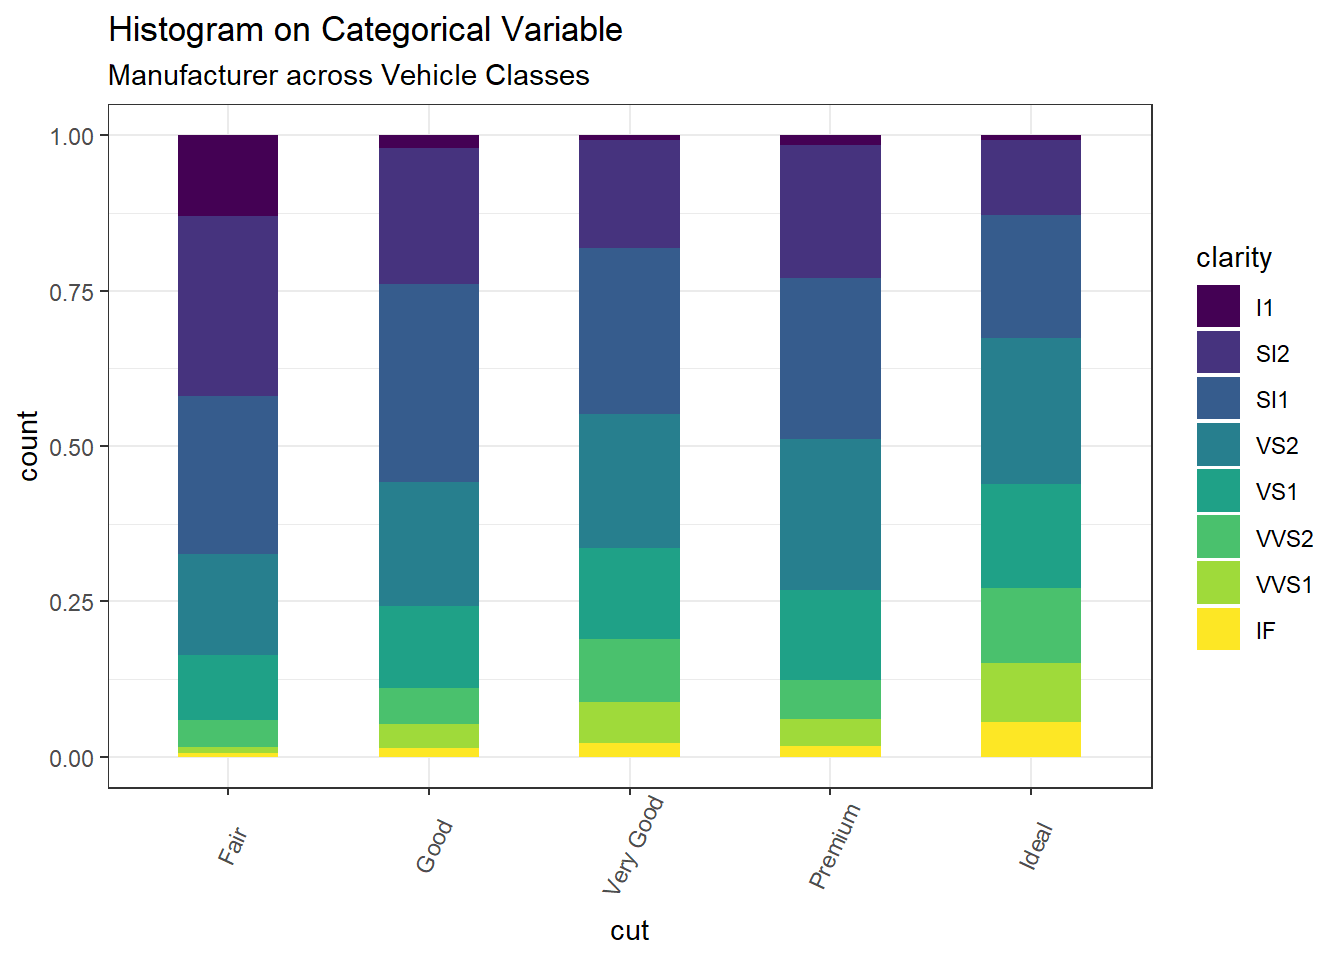 Histogram on Categorical Variable
Manufacturer across Vehicle Classes
1.00
0.75
0.50
0.25
0.00
count
Fair
Good
Very Good
Premium
Ideal
cut
clarity
I1
SI2
SI1
VS2
VS1
VVS2
VVS1
IF